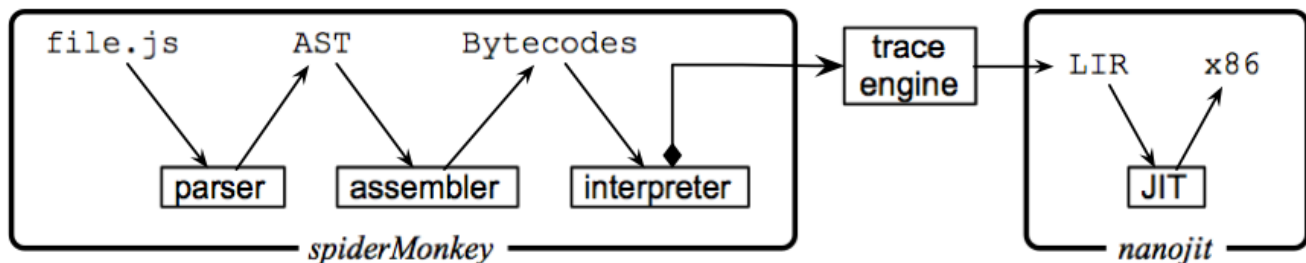 file.js AST Bytecodes
trace
engine
LIR x86
parser assembler interpreter
JIT
spiderMonkey
nanojit